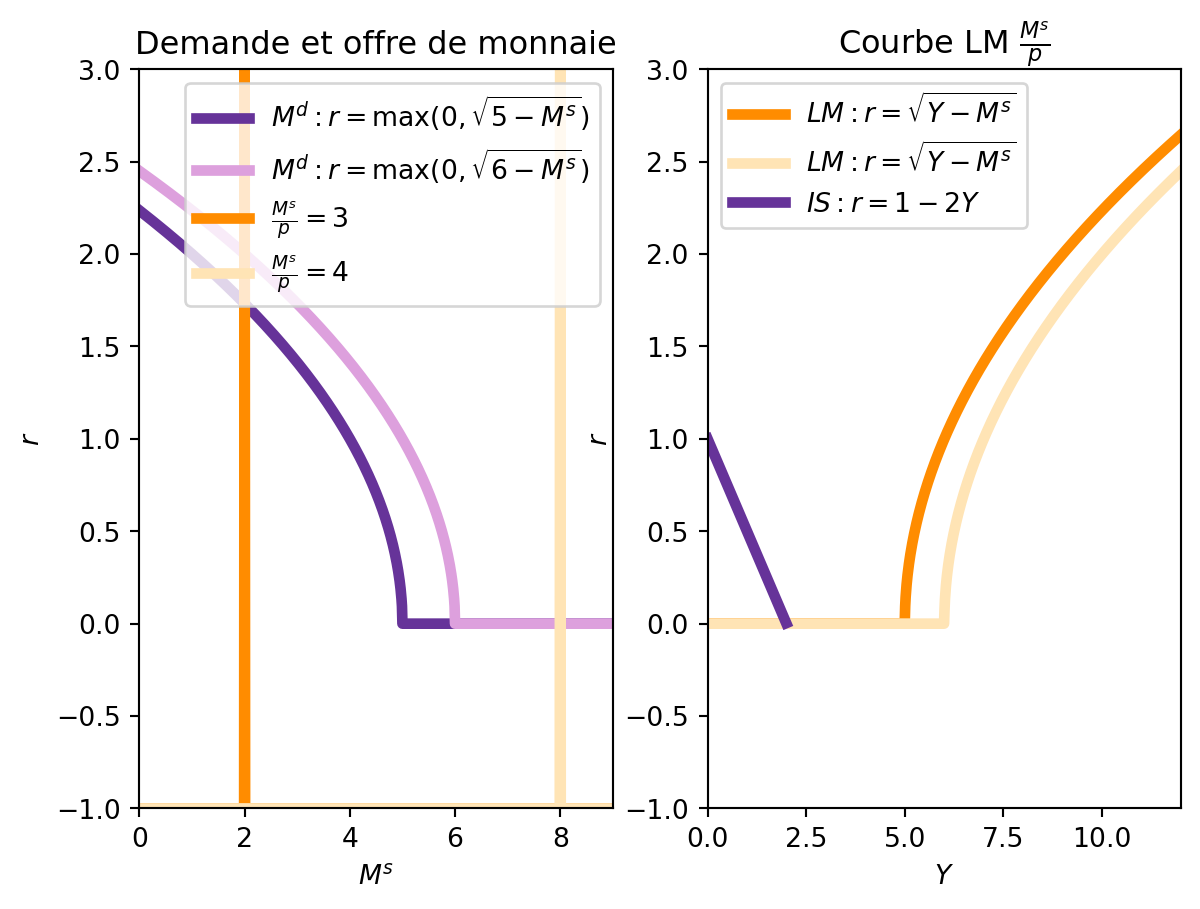 Demande et offre de monnaie
M^d : r = max(0, √(5 − M^s))
M^d : r = max(0, √(6 − M^s))
M^s/p = 3
M^s/p = 4
3.0
2.5
2.0
1.5
1.0
0.5
0.0
−0.5
−1.0
r
0 2 4 6 8
M^s
Courbe LM M^s/p
LM : r = √(Y − M^s)
LM : r = √(Y − M^s)
IS : r = 1 − 2Y
3.0
2.5
2.0
1.5
1.0
0.5
0.0
−0.5
−1.0
r
0.0 2.5 5.0 7.5 10.0
Y